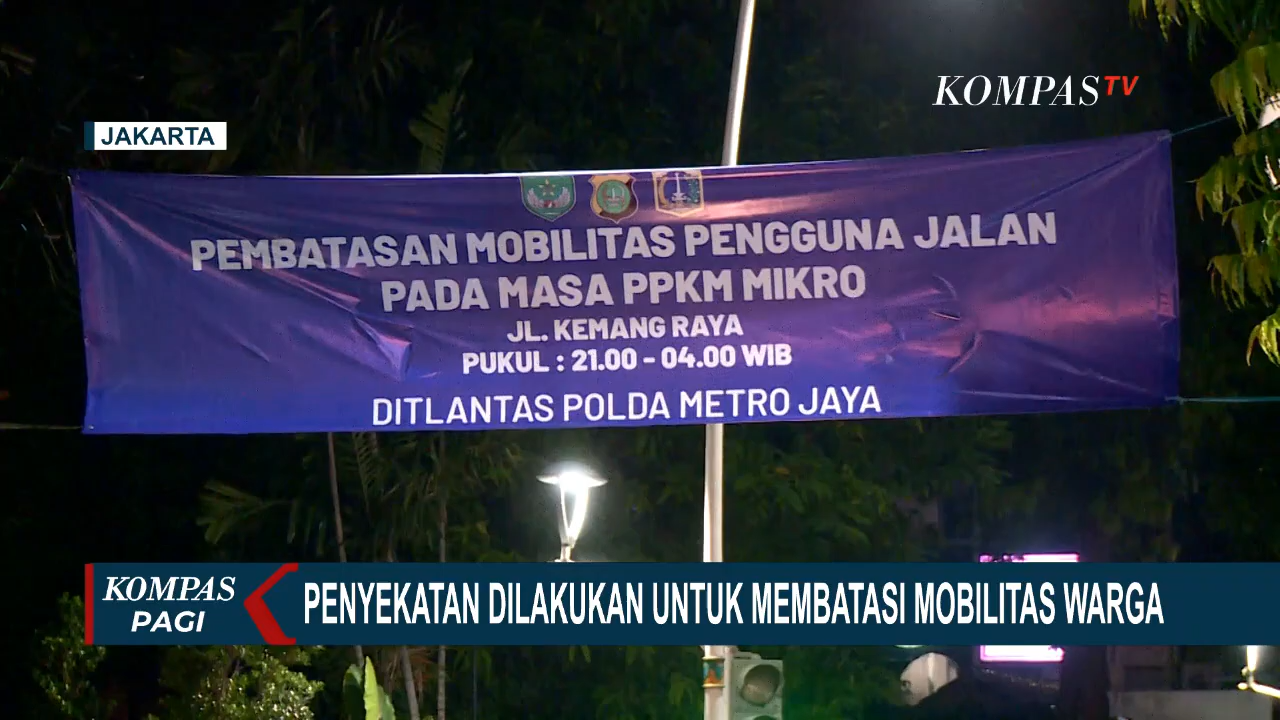 KOMPASTV
JAKARTA
PEMBATASAN MOBILITAS PENGGUNA JALAN
PADA MASA PPKM MIKRO
JL. KEMANG RAYA
PUKUL : 21.00 - 04.00 WIB
DITLANTAS POLDA METRO JAYA
KOMPAS
PAGI
PENYEKATAN DILAKUKAN UNTUK MEMBATASI MOBILITAS WARGA